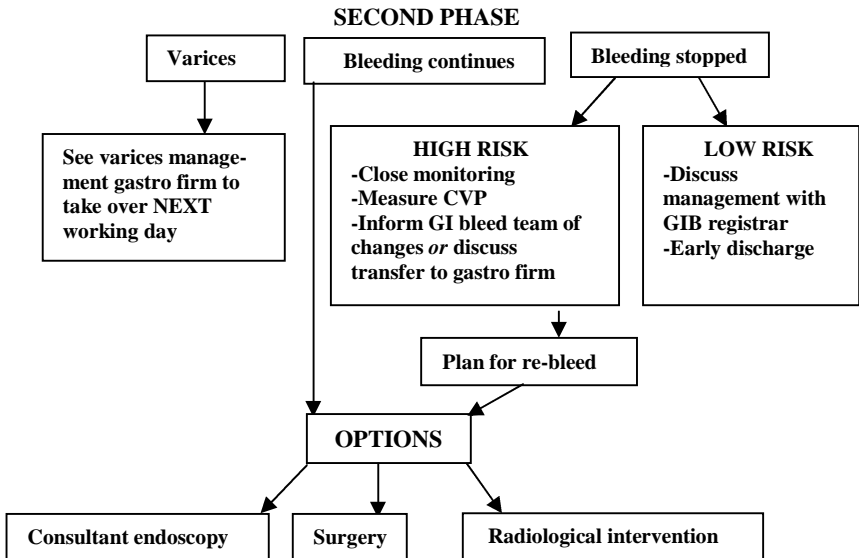 SECOND PHASE
Varices
Bleeding continues
Bleeding stopped
See varices manage-
ment gastro firm to
take over NEXT
working day
HIGH RISK
-Close monitoring
-Measure CVP
-Inform GI bleed team of
changes or discuss
transfer to gastro firm
LOW RISK
-Discuss
management with
GIB registrar
-Early discharge
Plan for re-bleed
OPTIONS
Consultant endoscopy
Surgery
Radiological intervention